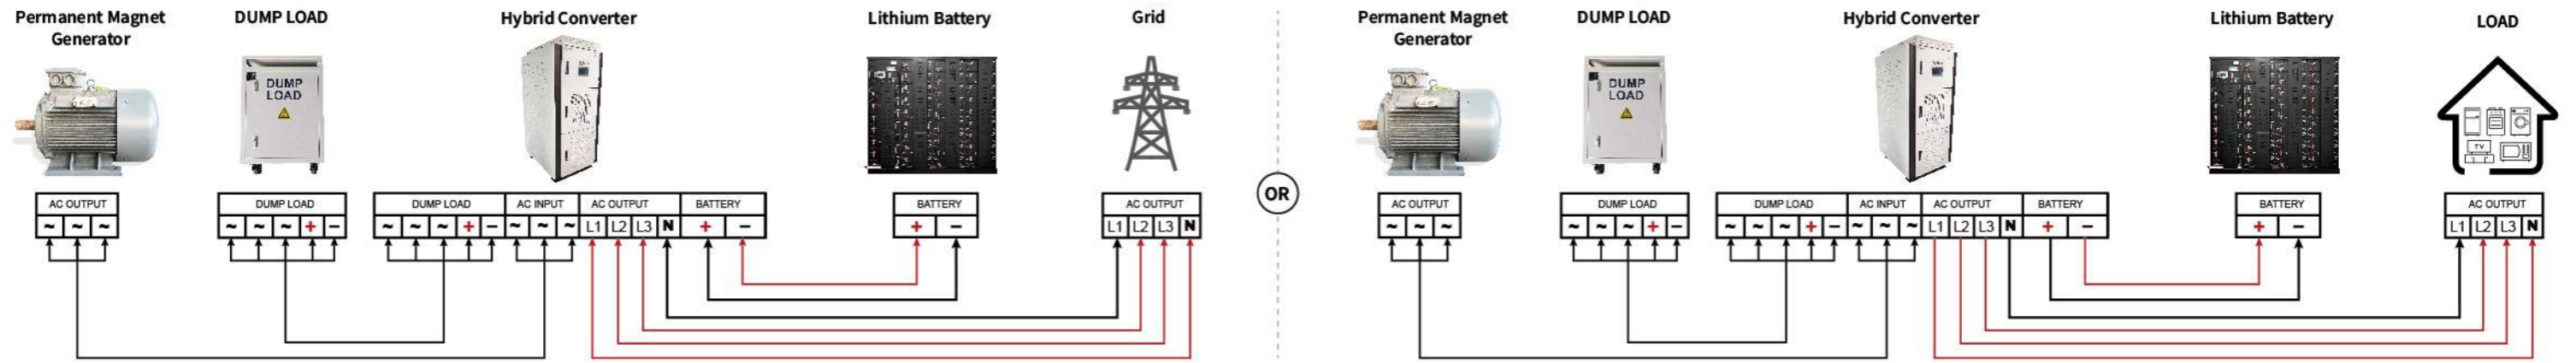 Permanent Magnet
Generator
DUMP LOAD
Hybrid Converter
Lithium Battery
Grid
DUMP
LOAD
AC OUTPUT
~ ~ ~
DUMP LOAD
~ ~ ~ + −
DUMP LOAD
AC INPUT
AC OUTPUT
BATTERY
~ ~ ~ + − ~ ~ ~ L1 L2 L3 N + −
BATTERY
+ −
AC OUTPUT
L1 L2 L3 N
OR
Permanent Magnet
Generator
DUMP LOAD
Hybrid Converter
Lithium Battery
LOAD
DUMP
LOAD
TV
AC OUTPUT
~ ~ ~
DUMP LOAD
~ ~ ~ + −
DUMP LOAD
AC INPUT
AC OUTPUT
BATTERY
~ ~ ~ + − ~ ~ ~ L1 L2 L3 N + −
BATTERY
+ −
AC OUTPUT
L1 L2 L3 N